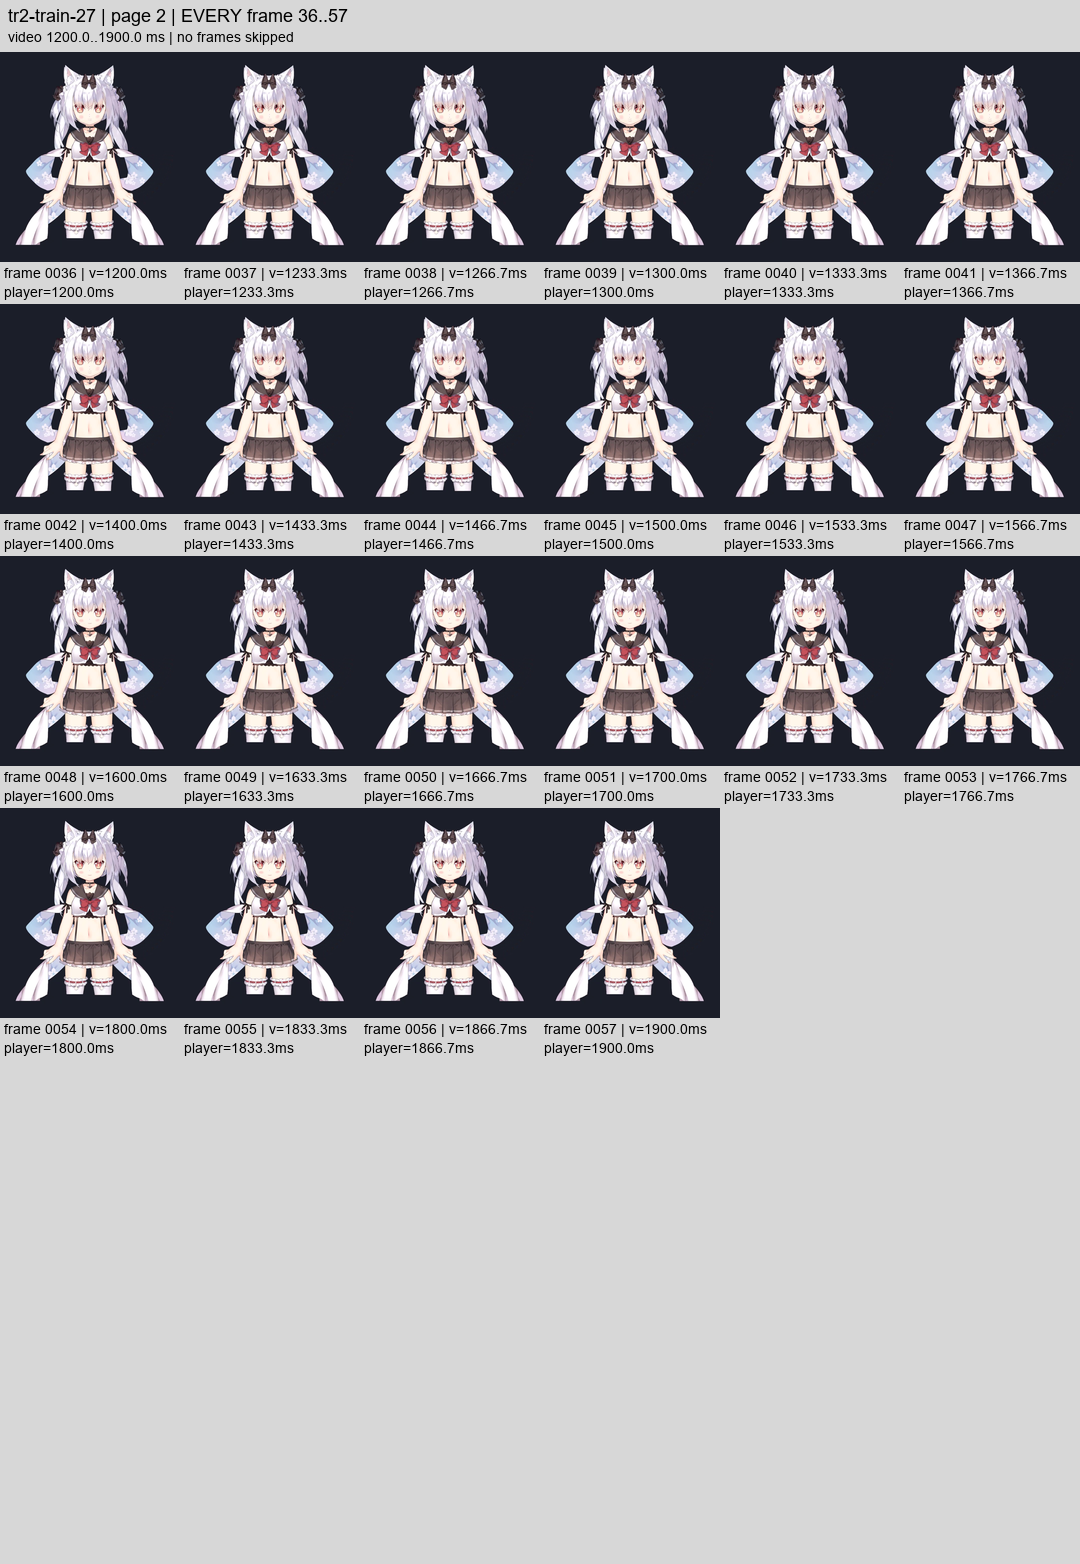 tr2-train-27 | page 2 | EVERY frame 36..57
video 1200.0..1900.0 ms | no frames skipped
frame 0036 | v=1200.0ms
player=1200.0ms
frame 0037 | v=1233.3ms
player=1233.3ms
frame 0038 | v=1266.7ms
player=1266.7ms
frame 0039 | v=1300.0ms
player=1300.0ms
frame 0040 | v=1333.3ms
player=1333.3ms
frame 0041 | v=1366.7ms
player=1366.7ms
frame 0042 | v=1400.0ms
player=1400.0ms
frame 0043 | v=1433.3ms
player=1433.3ms
frame 0044 | v=1466.7ms
player=1466.7ms
frame 0045 | v=1500.0ms
player=1500.0ms
frame 0046 | v=1533.3ms
player=1533.3ms
frame 0047 | v=1566.7ms
player=1566.7ms
frame 0048 | v=1600.0ms
player=1600.0ms
frame 0049 | v=1633.3ms
player=1633.3ms
frame 0050 | v=1666.7ms
player=1666.7ms
frame 0051 | v=1700.0ms
player=1700.0ms
frame 0052 | v=1733.3ms
player=1733.3ms
frame 0053 | v=1766.7ms
player=1766.7ms
frame 0054 | v=1800.0ms
player=1800.0ms
frame 0055 | v=1833.3ms
player=1833.3ms
frame 0056 | v=1866.7ms
player=1866.7ms
frame 0057 | v=1900.0ms
player=1900.0ms